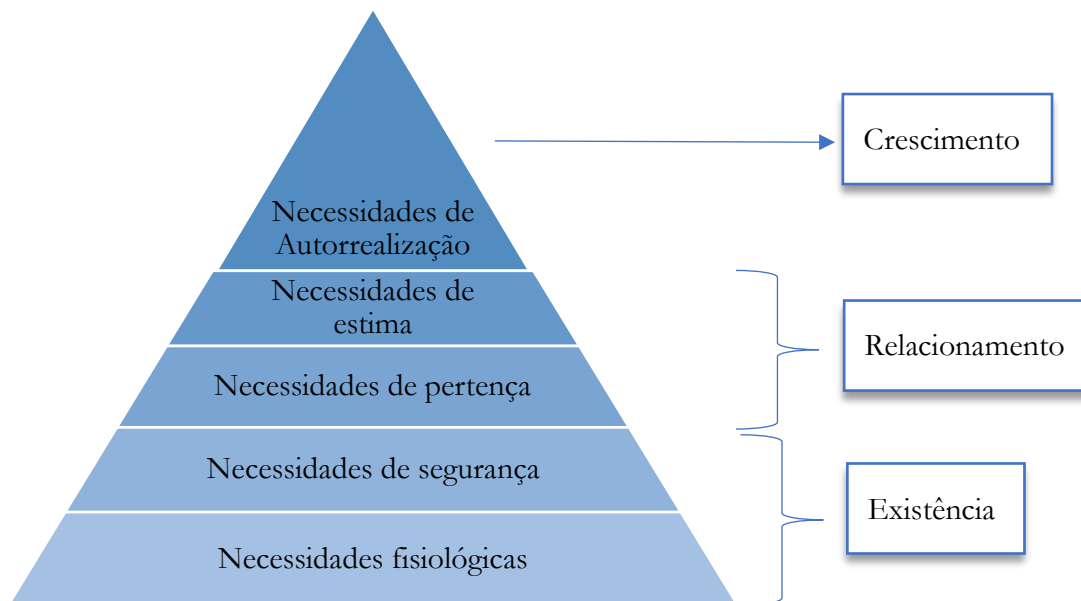 Crescimento
Necessidades de
Autorrealização
Necessidades de
estima
Relacionamento
Necessidades de pertença
Necessidades de segurança
Existência
Necessidades fisiológicas